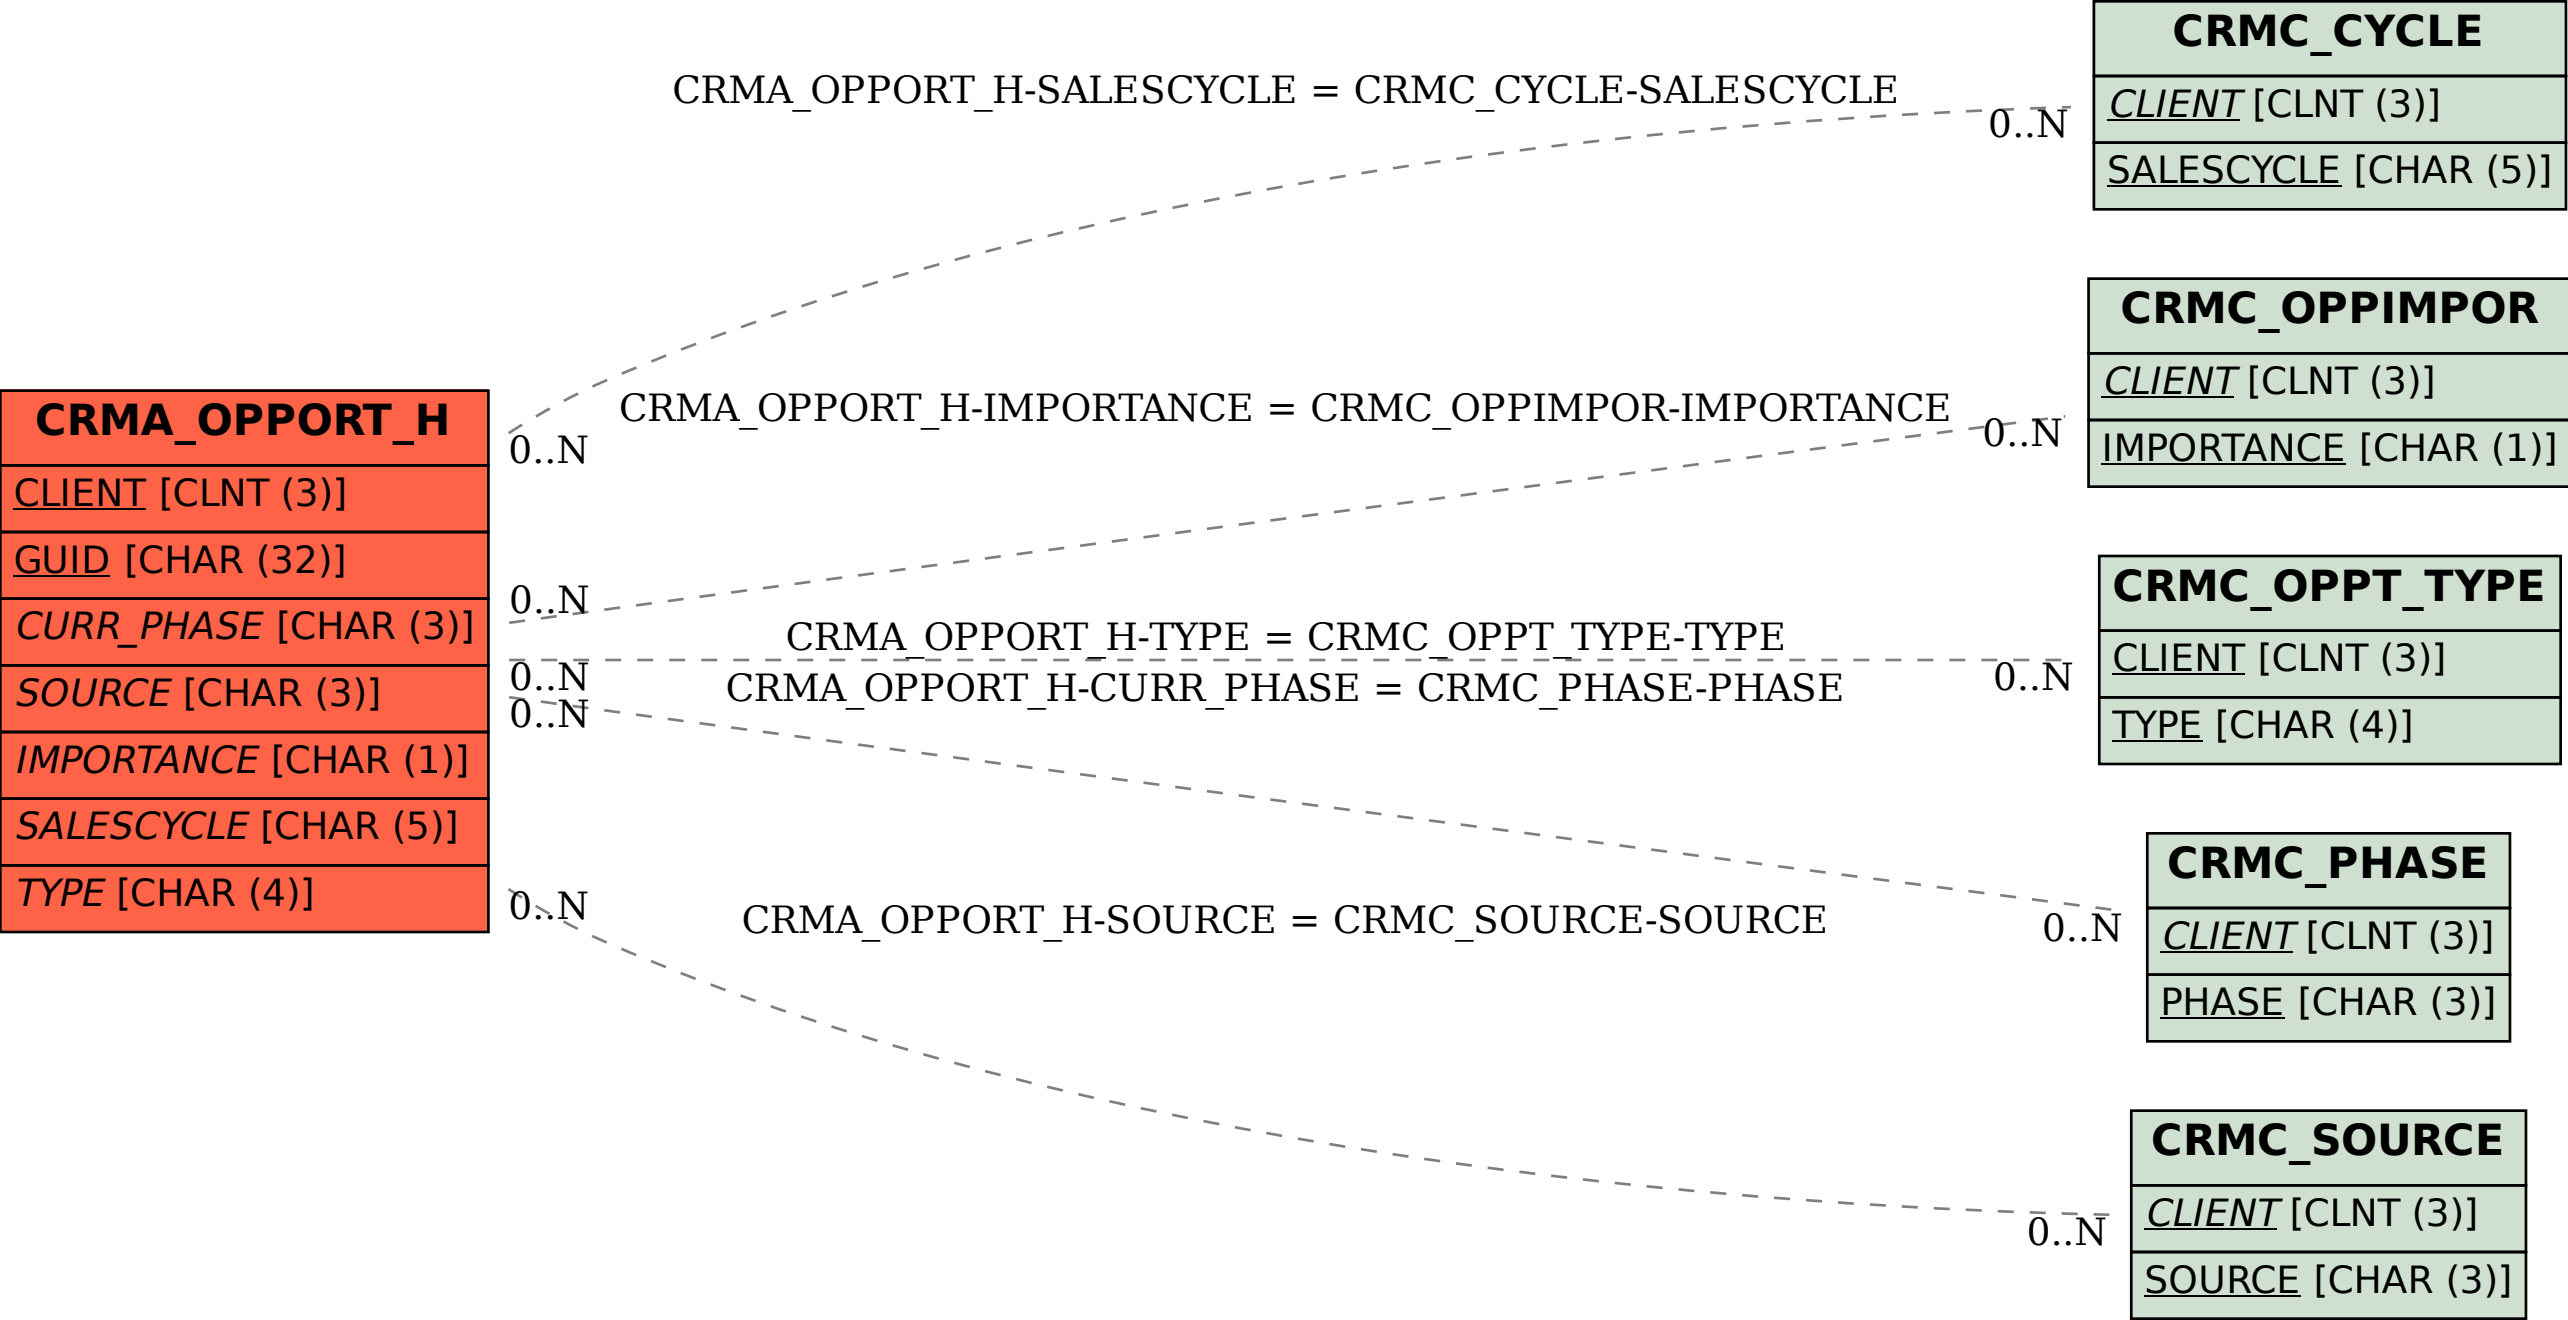 CRMA_OPPORT_H
CLIENT [CLNT (3)]
GUID [CHAR (32)]
CURR_PHASE [CHAR (3)]
SOURCE [CHAR (3)]
IMPORTANCE [CHAR (1)]
SALESCYCLE [CHAR (5)]
TYPE [CHAR (4)]
CRMA_OPPORT_H-SALESCYCLE = CRMC_CYCLE-SALESCYCLE
0..N
0..N
CRMA_OPPORT_H-IMPORTANCE = CRMC_OPPIMPOR-IMPORTANCE
0..N
0..N
CRMA_OPPORT_H-TYPE = CRMC_OPPT_TYPE-TYPE
0..N
0..N
CRMA_OPPORT_H-CURR_PHASE = CRMC_PHASE-PHASE
0..N
0..N
CRMA_OPPORT_H-SOURCE = CRMC_SOURCE-SOURCE
0..N
0..N
CRMC_CYCLE
CLIENT [CLNT (3)]
SALESCYCLE [CHAR (5)]
CRMC_OPPIMPOR
CLIENT [CLNT (3)]
IMPORTANCE [CHAR (1)]
CRMC_OPPT_TYPE
CLIENT [CLNT (3)]
TYPE [CHAR (4)]
CRMC_PHASE
CLIENT [CLNT (3)]
PHASE [CHAR (3)]
CRMC_SOURCE
CLIENT [CLNT (3)]
SOURCE [CHAR (3)]